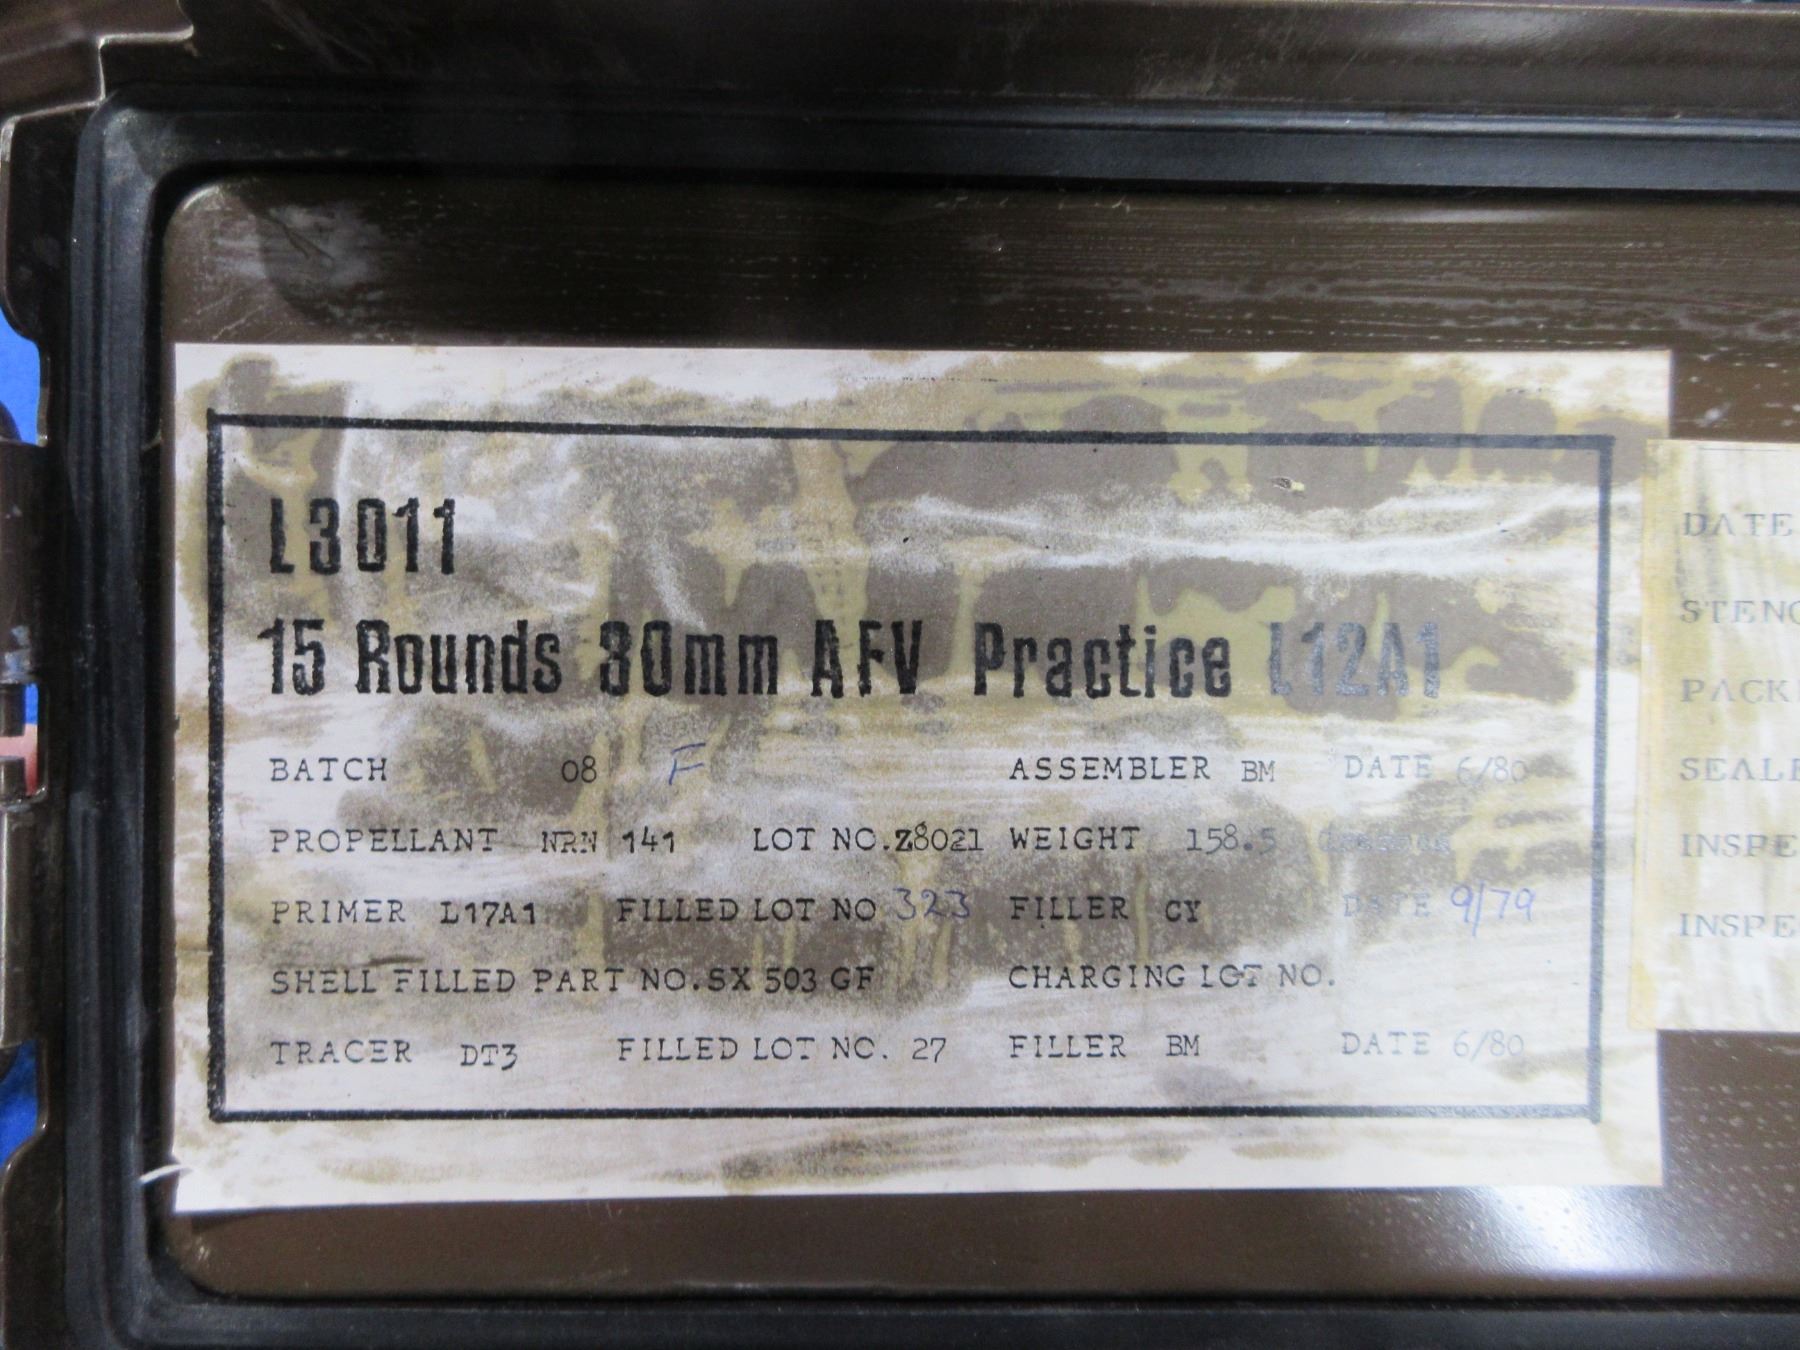 L3011
15 Rounds 30mm AFV Practice L12A1
BATCH 08 F ASSEMBLER BM DATE 6/80
PROPELLANT NRN 141 LOT NO. Z8021 WEIGHT 158.5
PRIMER L17A1 FILLED LOT NO 323 FILLER CY DATE 9/79
SHELL FILLED PART NO. SX 503 GF CHARGING LOT NO.
TRACER DT3 FILLED LOT NO. 27 FILLER BM DATE 6/80
DATE
STENC
PACK
SEALE
INSPE
INSPE